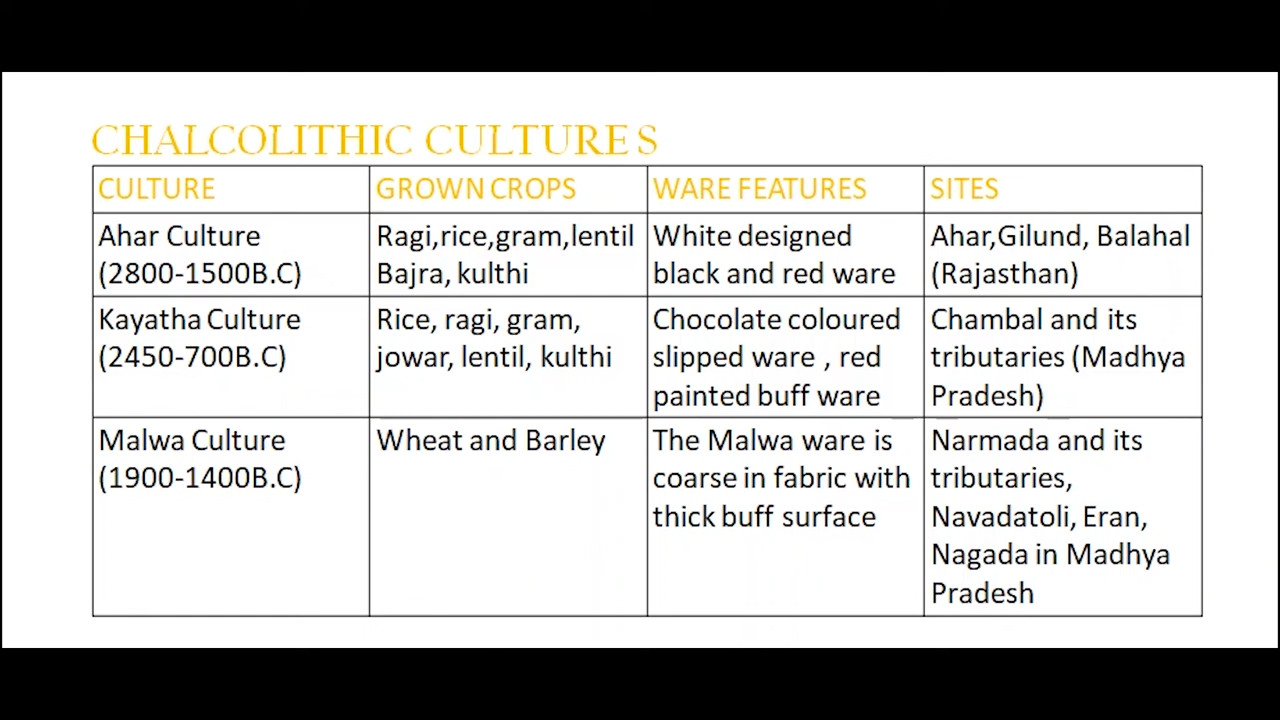 CHALCOLITHIC CULTURES
CULTURE GROWN CROPS WARE FEATURES SITES
Ahar Culture
(2800-1500B.C)
Ragi,rice,gram,lentil
Bajra, kulthi
White designed
black and red ware
Ahar,Gilund, Balahal
(Rajasthan)
Kayatha Culture
(2450-700B.C)
Rice, ragi, gram,
jowar, lentil, kulthi
Chocolate coloured
slipped ware , red
painted buff ware
Chambal and its
tributaries (Madhya
Pradesh)
Malwa Culture
(1900-1400B.C)
Wheat and Barley
The Malwa ware is
coarse in fabric with
thick buff surface
Narmada and its
tributaries,
Navadatoli, Eran,
Nagada in Madhya
Pradesh